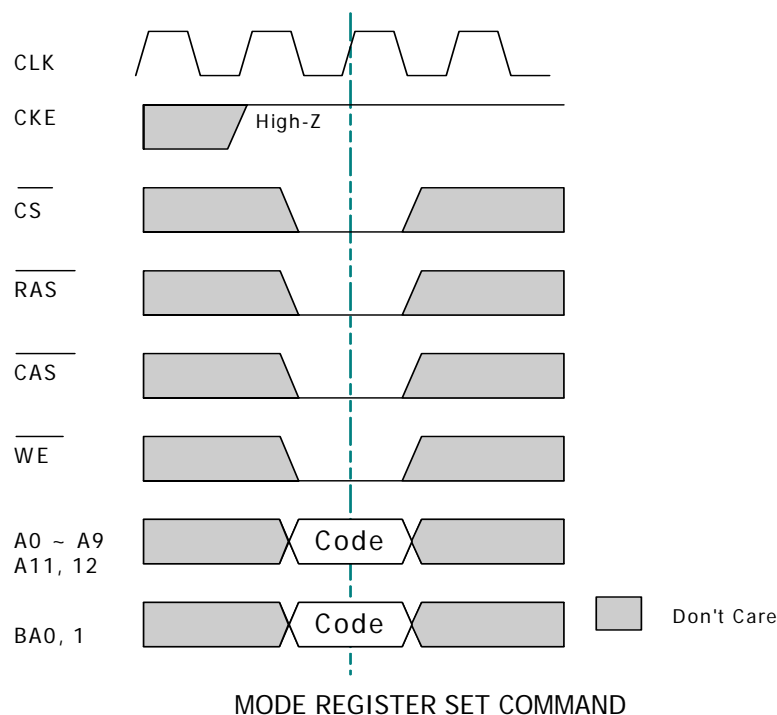 CLK
CKE
High-Z
CS
RAS
CAS
WE
A0 ~ A9
A11, 12
Code
BA0, 1
Code
Don't Care
MODE REGISTER SET COMMAND